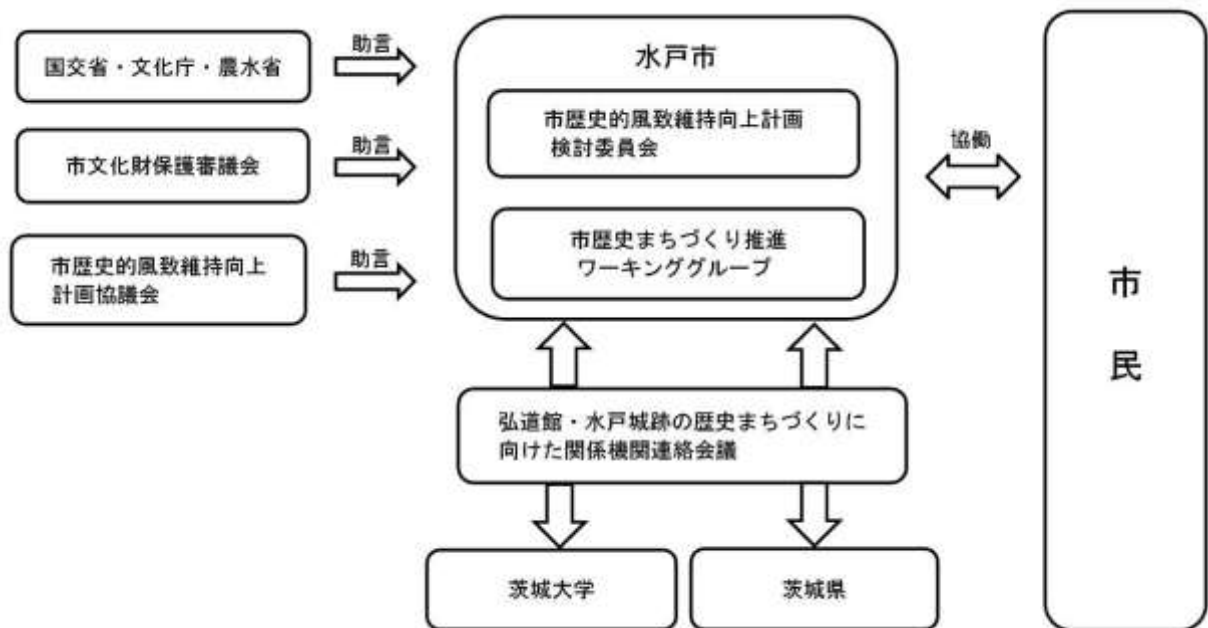 国交省・文化庁・農水省
助言
市文化財保護審議会
助言
市歴史的風致維持向上
計画協議会
助言
水戸市
市歴史的風致維持向上計画
検討委員会
市歴史まちづくり推進
ワーキンググループ
協働
市
民
弘道館・水戸城跡の歴史まちづくりに
向けた関係機関連絡会議
茨城大学
茨城県